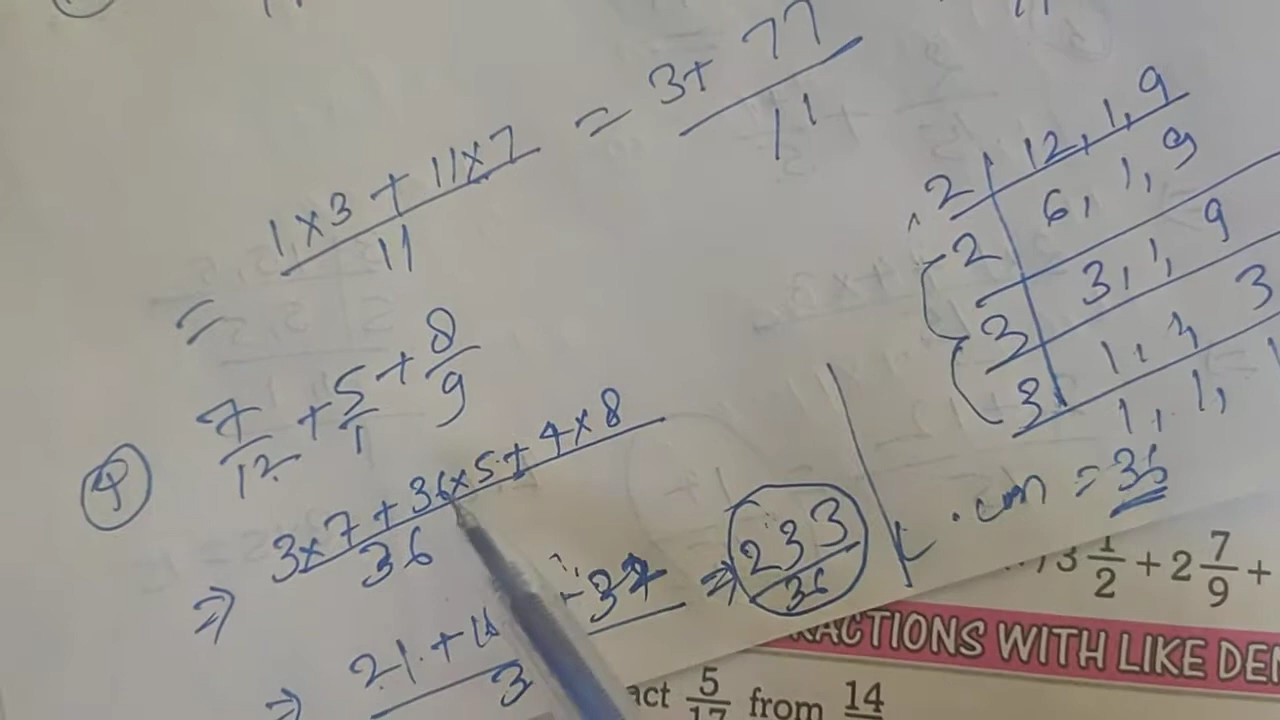 = 3+ 77
11
1×3 + 11×7
11
=
7/12 + 5/1 + 8/9
3×7 + 36×5 + 4×8
36
⇒
21 + 1
3
⇒
⇒ 233
36
2 | 12, 1, 9
2 | 6, 1, 9
3 | 3, 1, 9
3 | 1, 1, 3
1, 1, 1
L.cm = 36
3 1/2 + 2 7/9 +
ACTIONS WITH LIKE DE
act 5/17 from 14